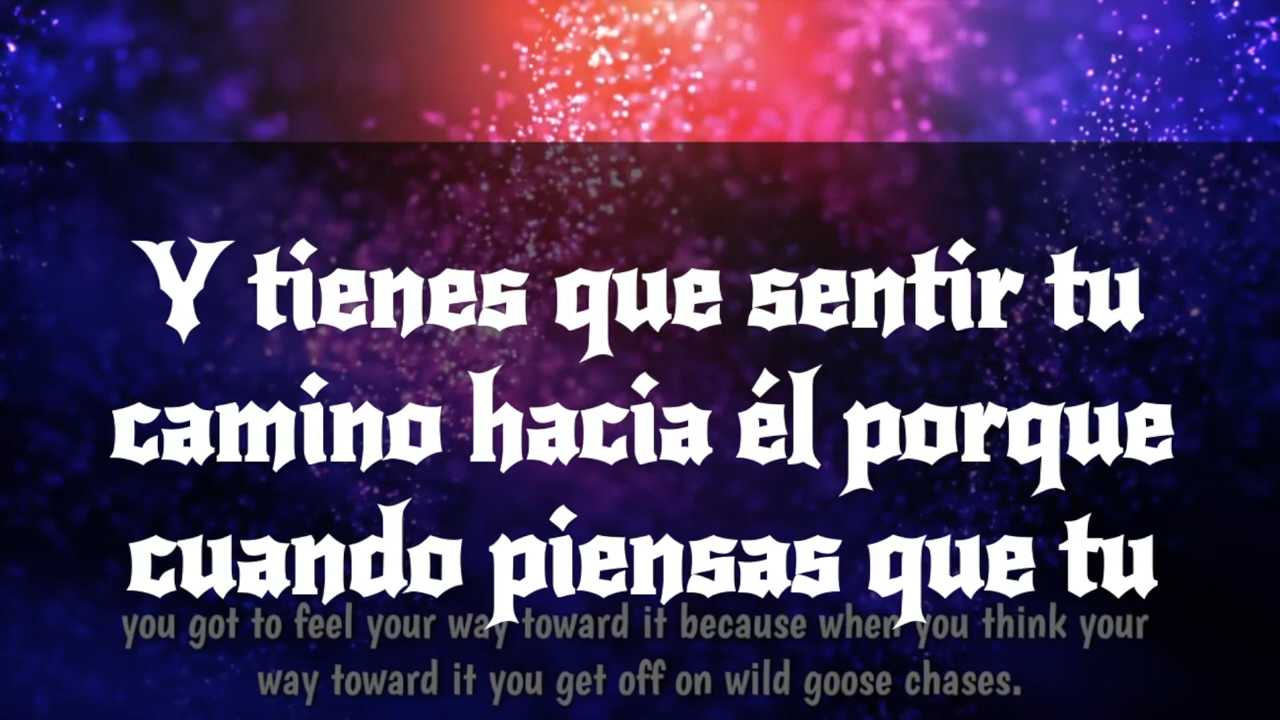 Y tienes que sentir tu
camino hacia él porque
cuando piensas que tu
you got to feel your way toward it because when you think your
way toward it you get off on wild goose chases.